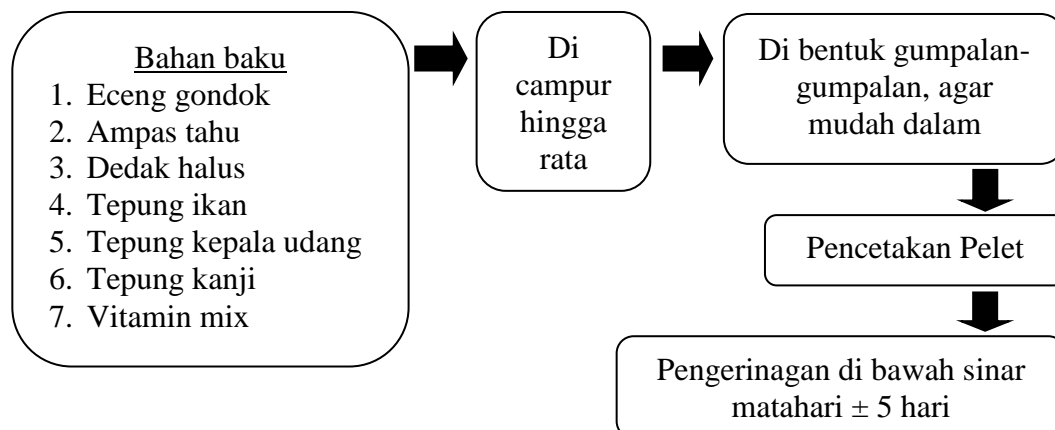 Bahan baku
1. Eceng gondok
2. Ampas tahu
3. Dedak halus
4. Tepung ikan
5. Tepung kepala udang
6. Tepung kanji
7. Vitamin mix
Di
campur
hingga
rata
Di bentuk gumpalan-
gumpalan, agar
mudah dalam
Pencetakan Pelet
Pengerinagan di bawah sinar
matahari ± 5 hari